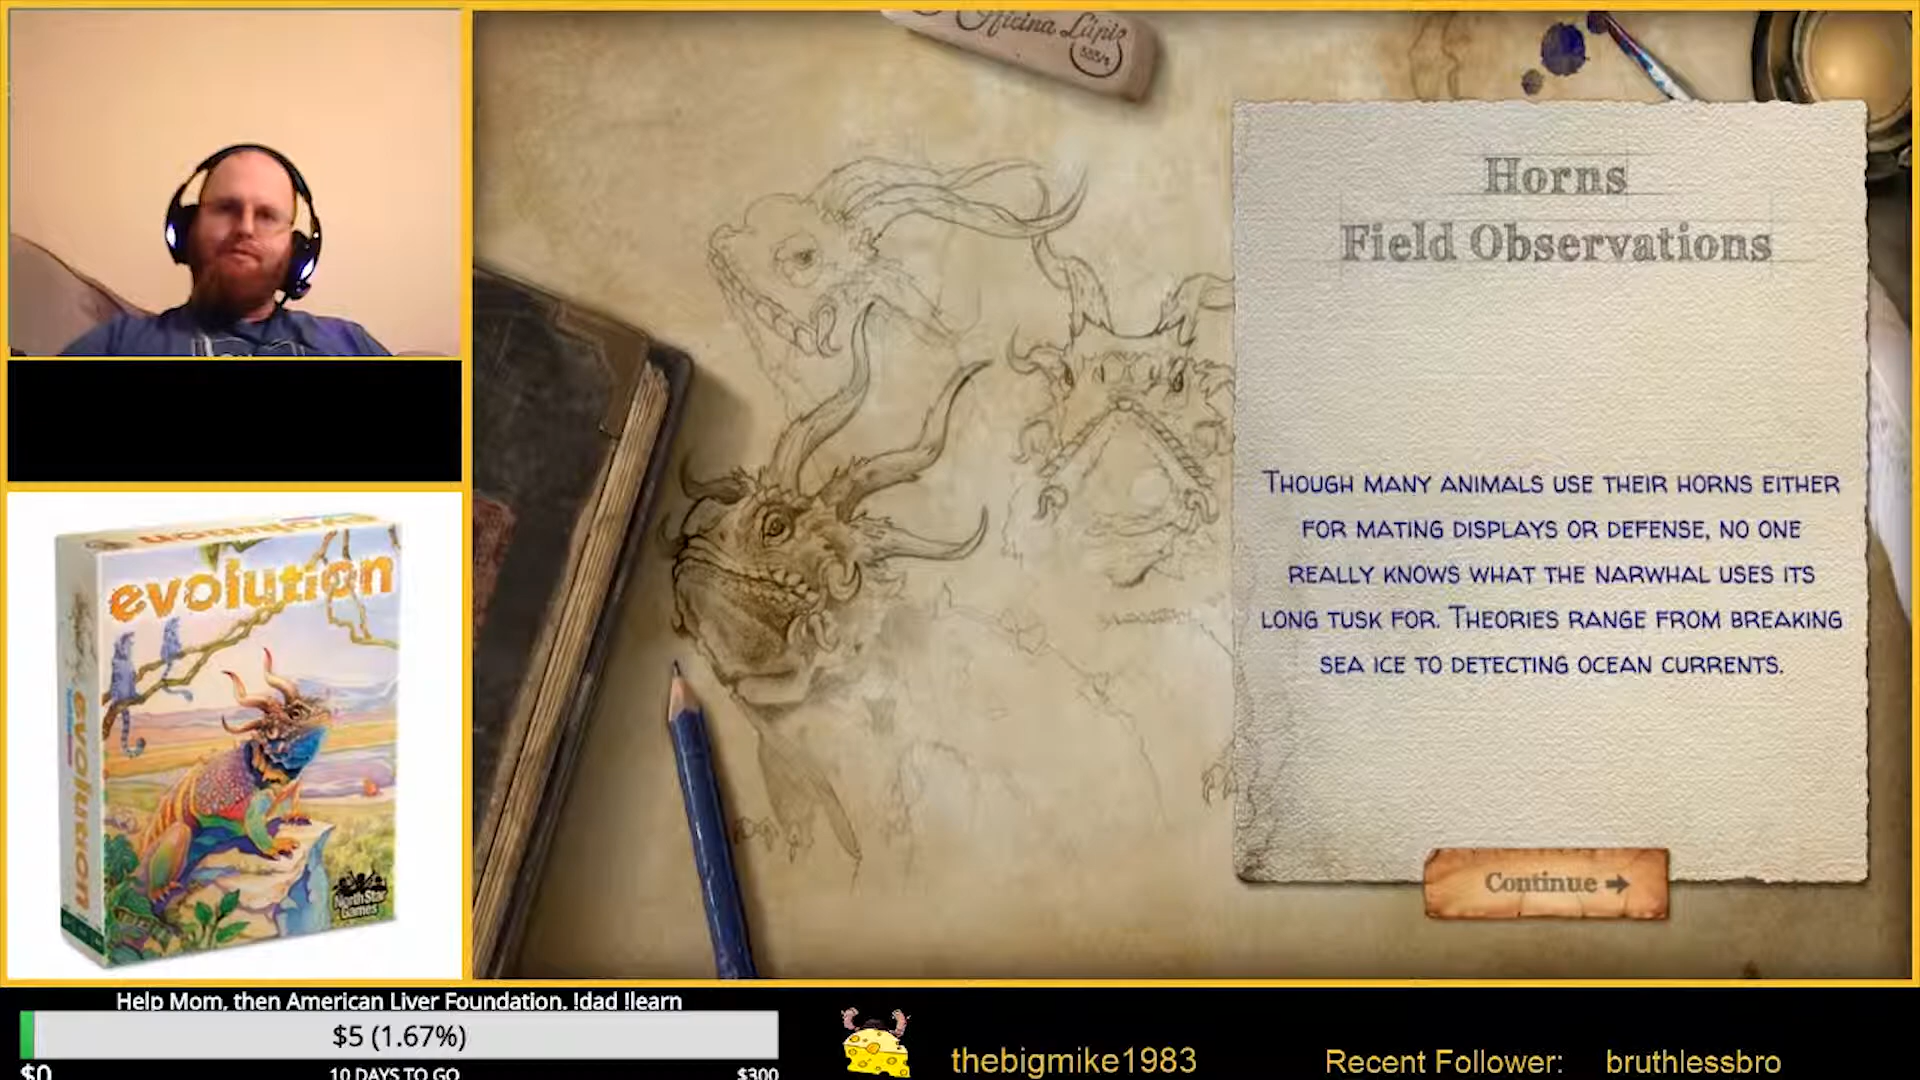 Officina Lapis
Horns
Field Observations
Though many animals use their horns either
for mating displays or defense, no one
really knows what the narwhal uses its
long tusk for. Theories range from breaking
sea ice to detecting ocean currents.
Continue
evolution
evolution
evolution
NorthStar
Games
Help Mom, then American Liver Foundation. !dad !learn
$5 (1.67%)
$0
10 DAYS TO GO
$300
thebigmike1983
Recent Follower: bruthlessbro